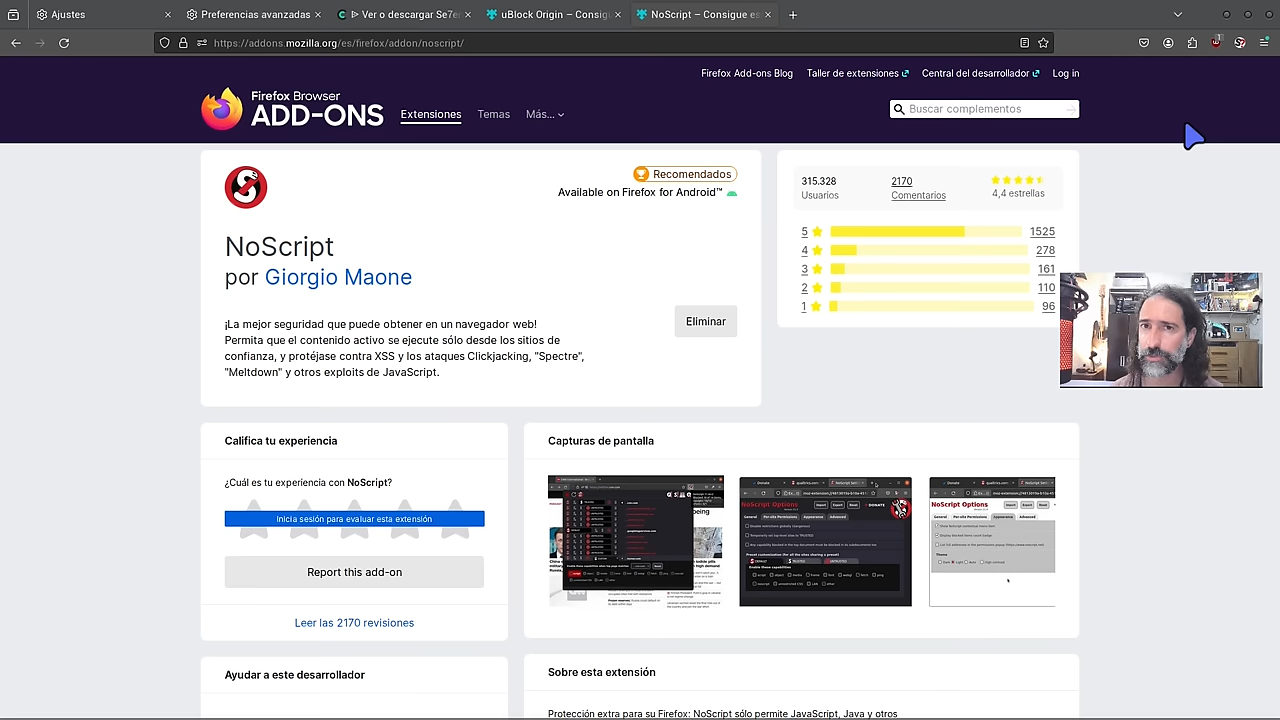 Ajustes
Preferencias avanzadas
Ver o descargar Se7e
uBlock Origin – Consig
NoScript – Consigue es
https://addons.mozilla.org/es/firefox/addon/noscript/
Firefox Add-ons Blog
Taller de extensiones
Central del desarrollador
Log in
Firefox Browser
ADD-ONS
Extensiones
Temas
Más...
Buscar complementos
Recomendados
Available on Firefox for Android™
NoScript
por Giorgio Maone
¡La mejor seguridad que puede obtener en un navegador web!
Permita que el contenido activo se ejecute sólo desde los sitios de
confianza, y protéjase contra XSS y los ataques Clickjacking, "Spectre",
"Meltdown" y otros exploits de JavaScript.
Eliminar
315.328
Usuarios
2170
Comentarios
4,4 estrellas
5 1525
4 278
3 161
2 110
1 96
Califica tu experiencia
¿Cuál es tu experiencia con NoScript?
Inicia sesión para evaluar esta extensión
Report this add-on
Leer las 2170 revisiones
Ayudar a este desarrollador
Capturas de pantalla
NoScript Options
NoScript Options
Sobre esta extensión
Protección extra para su Firefox: NoScript sólo permite JavaScript, Java y otros